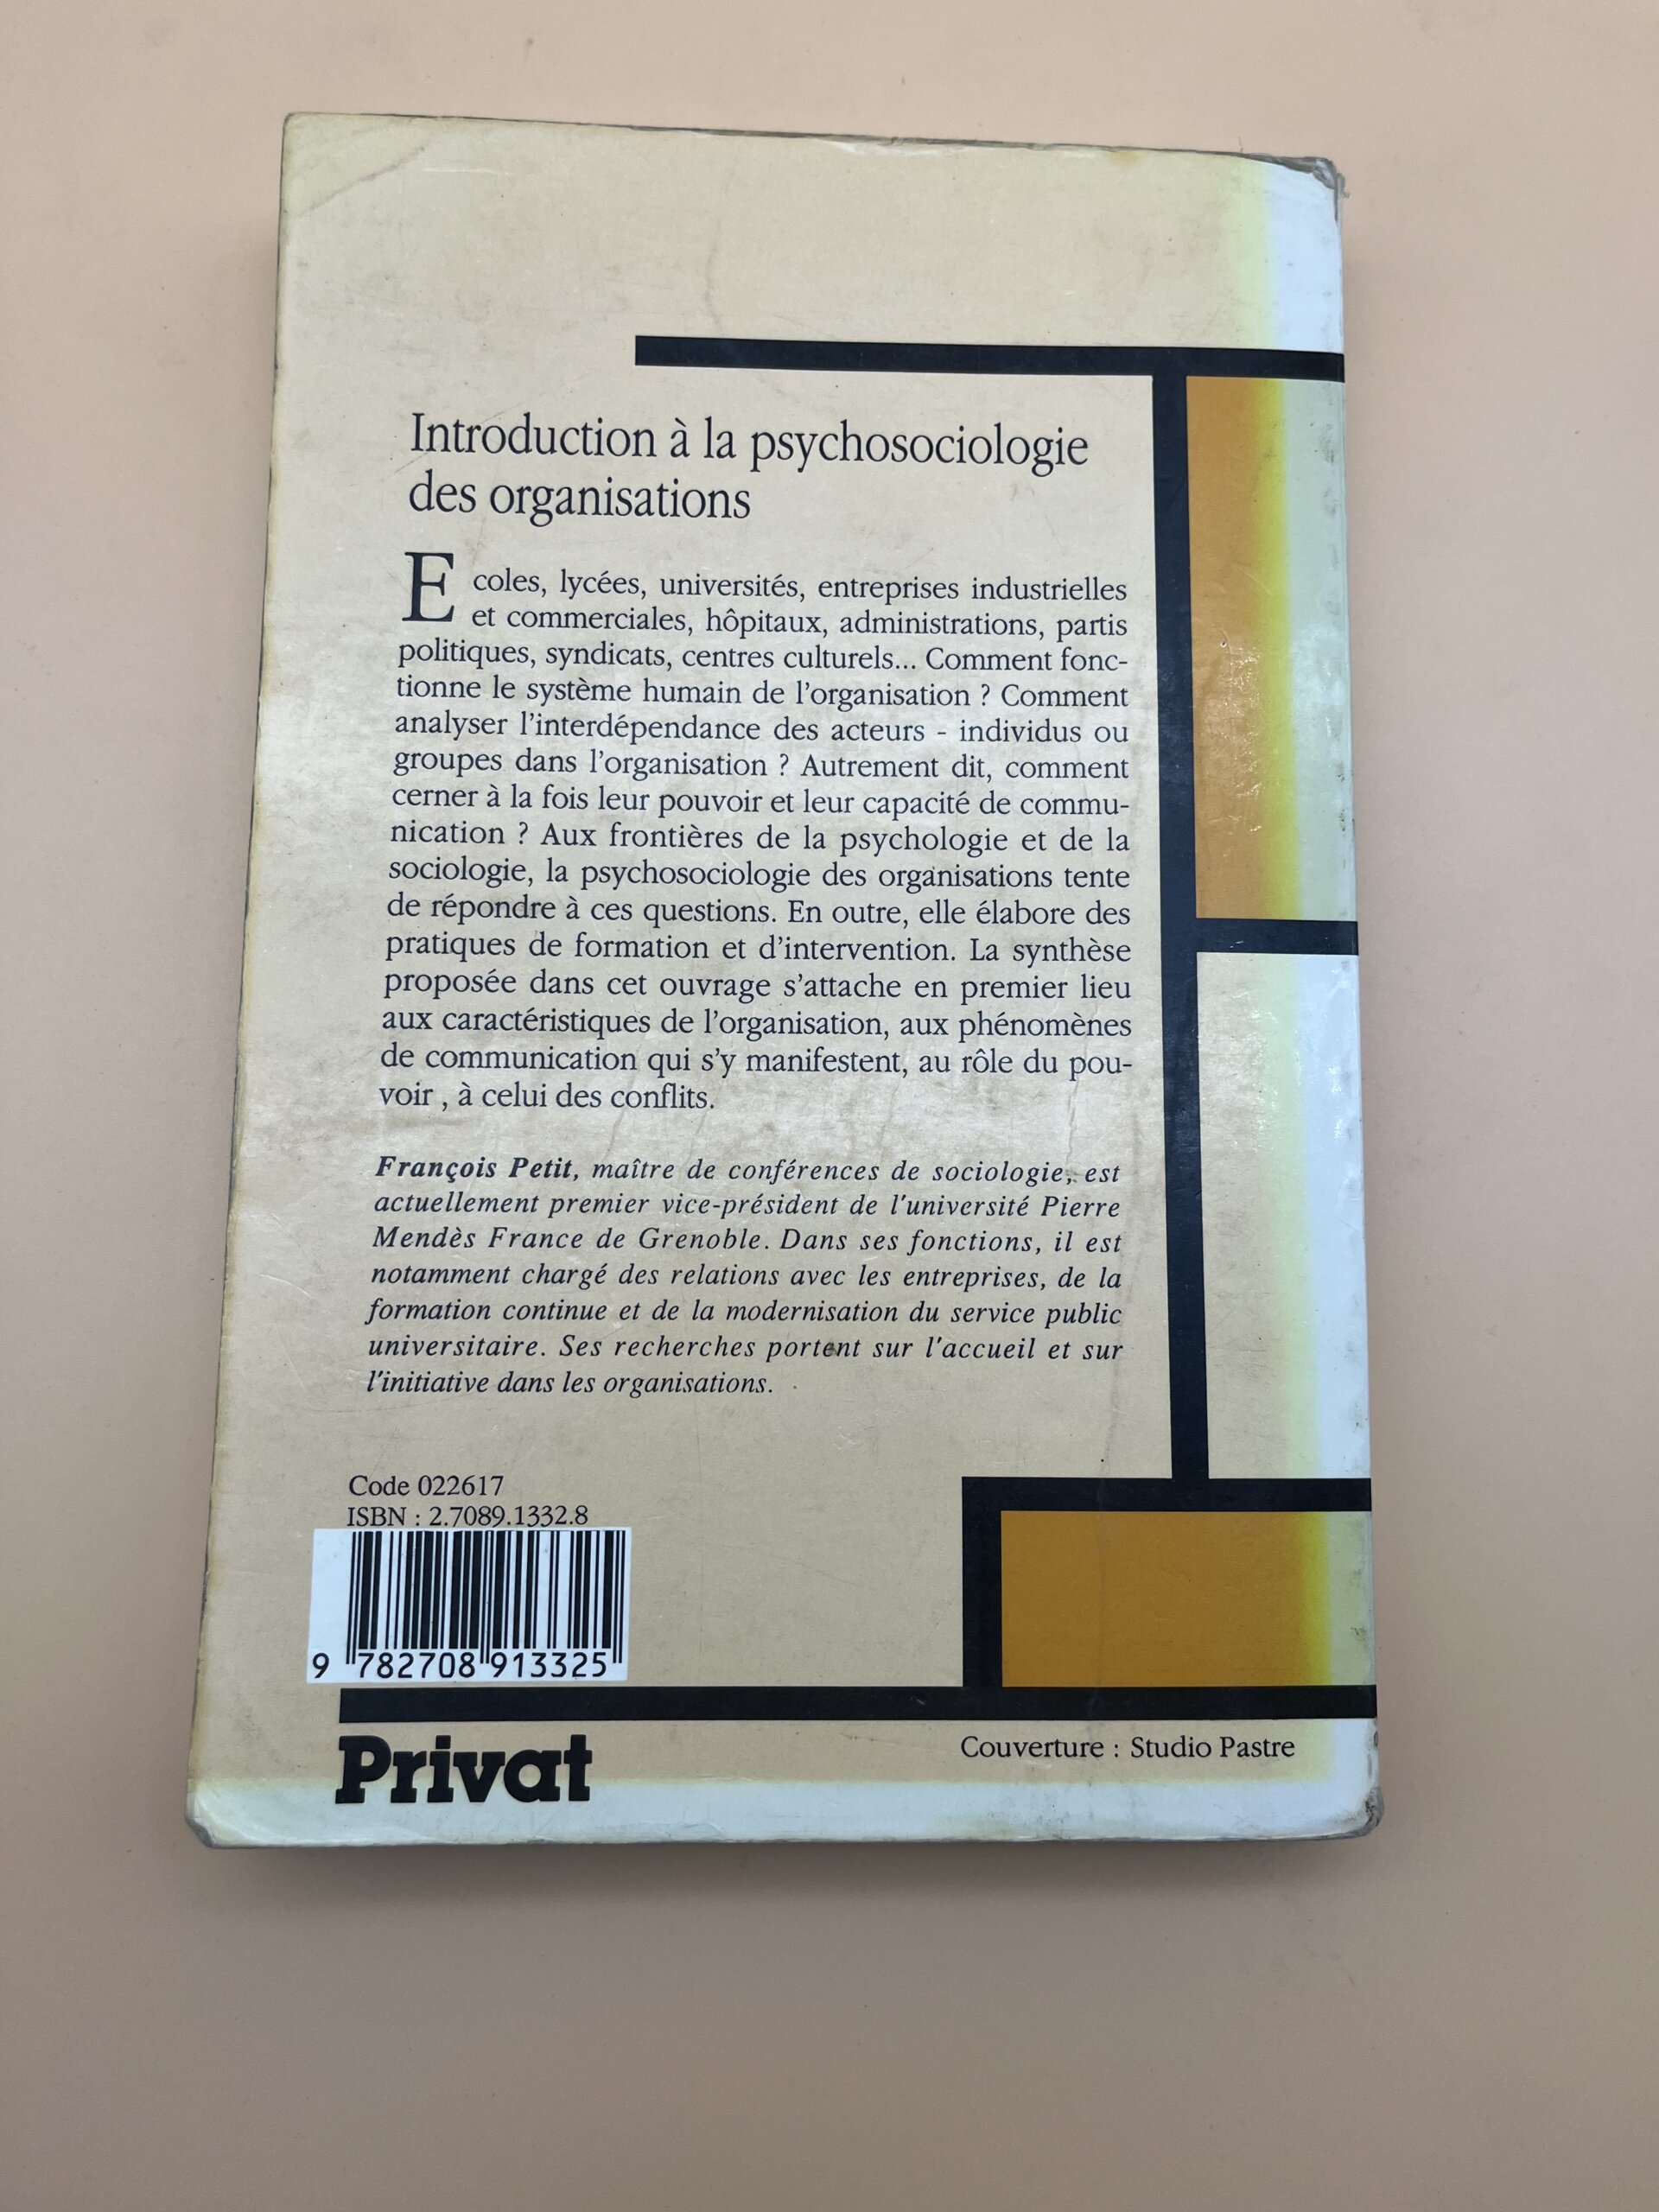 Introduction à la psychosociologie
des organisations
Ecoles, lycées, universités, entreprises industrielles
et commerciales, hôpitaux, administrations, partis
politiques, syndicats, centres culturels... Comment fonc-
tionne le système humain de l'organisation ? Comment
analyser l'interdépendance des acteurs - individus ou
groupes dans l'organisation ? Autrement dit, comment
cerner à la fois leur pouvoir et leur capacité de commu-
nication ? Aux frontières de la psychologie et de la
sociologie, la psychosociologie des organisations tente
de répondre à ces questions. En outre, elle élabore des
pratiques de formation et d'intervention. La synthèse
proposée dans cet ouvrage s'attache en premier lieu
aux caractéristiques de l'organisation, aux phénomènes
de communication qui s'y manifestent, au rôle du pou-
voir , à celui des conflits.
François Petit, maître de conférences de sociologie, est
actuellement premier vice-président de l'université Pierre
Mendès France de Grenoble. Dans ses fonctions, il est
notamment chargé des relations avec les entreprises, de la
formation continue et de la modernisation du service public
universitaire. Ses recherches portent sur l'accueil et sur
l'initiative dans les organisations.
Code 022617
ISBN : 2.7089.1332.8
9 782708 913325
Privat
Couverture : Studio Pastre